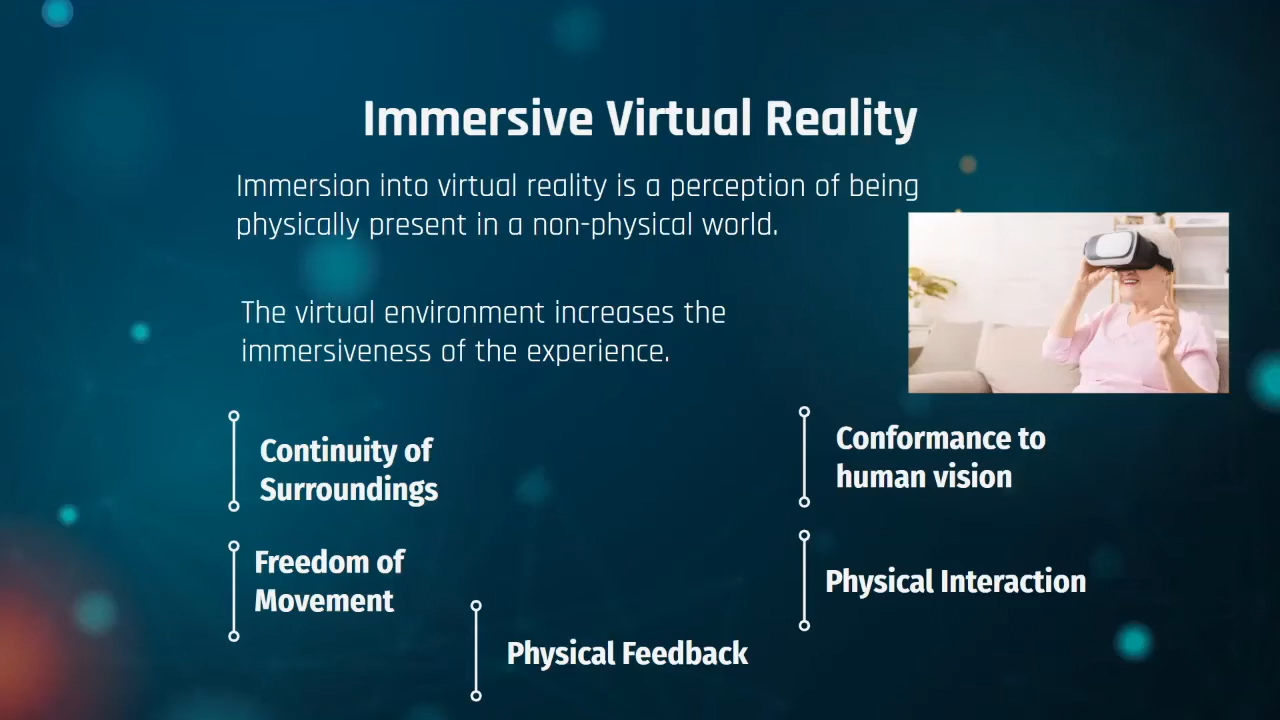 Immersive Virtual Reality
Immersion into virtual reality is a perception of being
physically present in a non-physical world.
The virtual environment increases the
immersiveness of the experience.
Continuity of
Surroundings
Conformance to
human vision
Freedom of
Movement
Physical Interaction
Physical Feedback